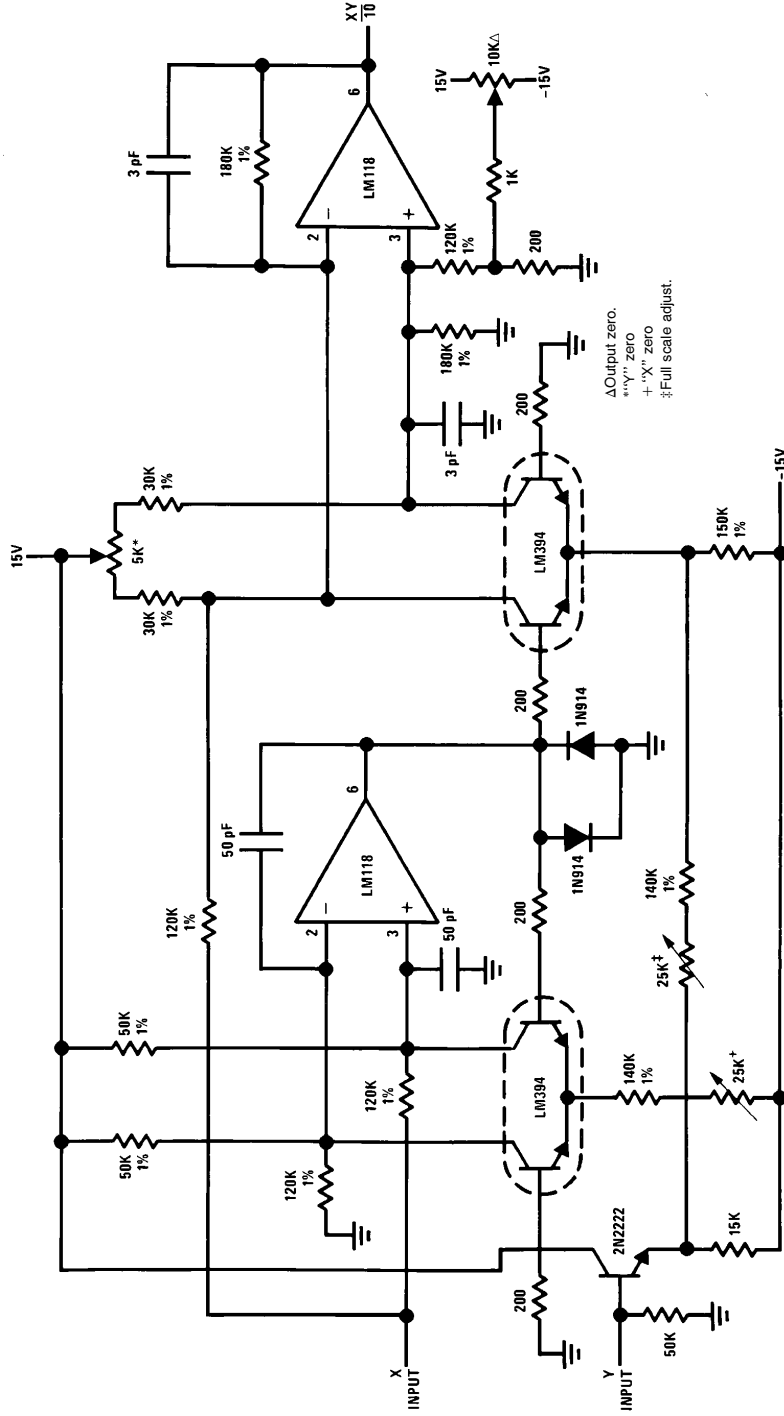 XY
10
3 pF
180K
1%
6
LM118
2
−
3
+
15V
10KΔ
−15V
1K
120K
1%
200
180K
1%
3 pF
200
ΔOutput zero.
*“Y” zero
+ “X” zero
‡Full scale adjust.
15V
30K
1%
5K*
30K
1%
LM394
150K
1%
−15V
200
1N914
1N914
140K
1%
25K‡
120K
1%
50 pF
6
LM118
2
−
3
+
50 pF
200
50K
1%
50K
1%
120K
1%
120K
1%
LM394
140K
1%
25K+
2N2222
15K
200
50K
X
INPUT
Y
INPUT